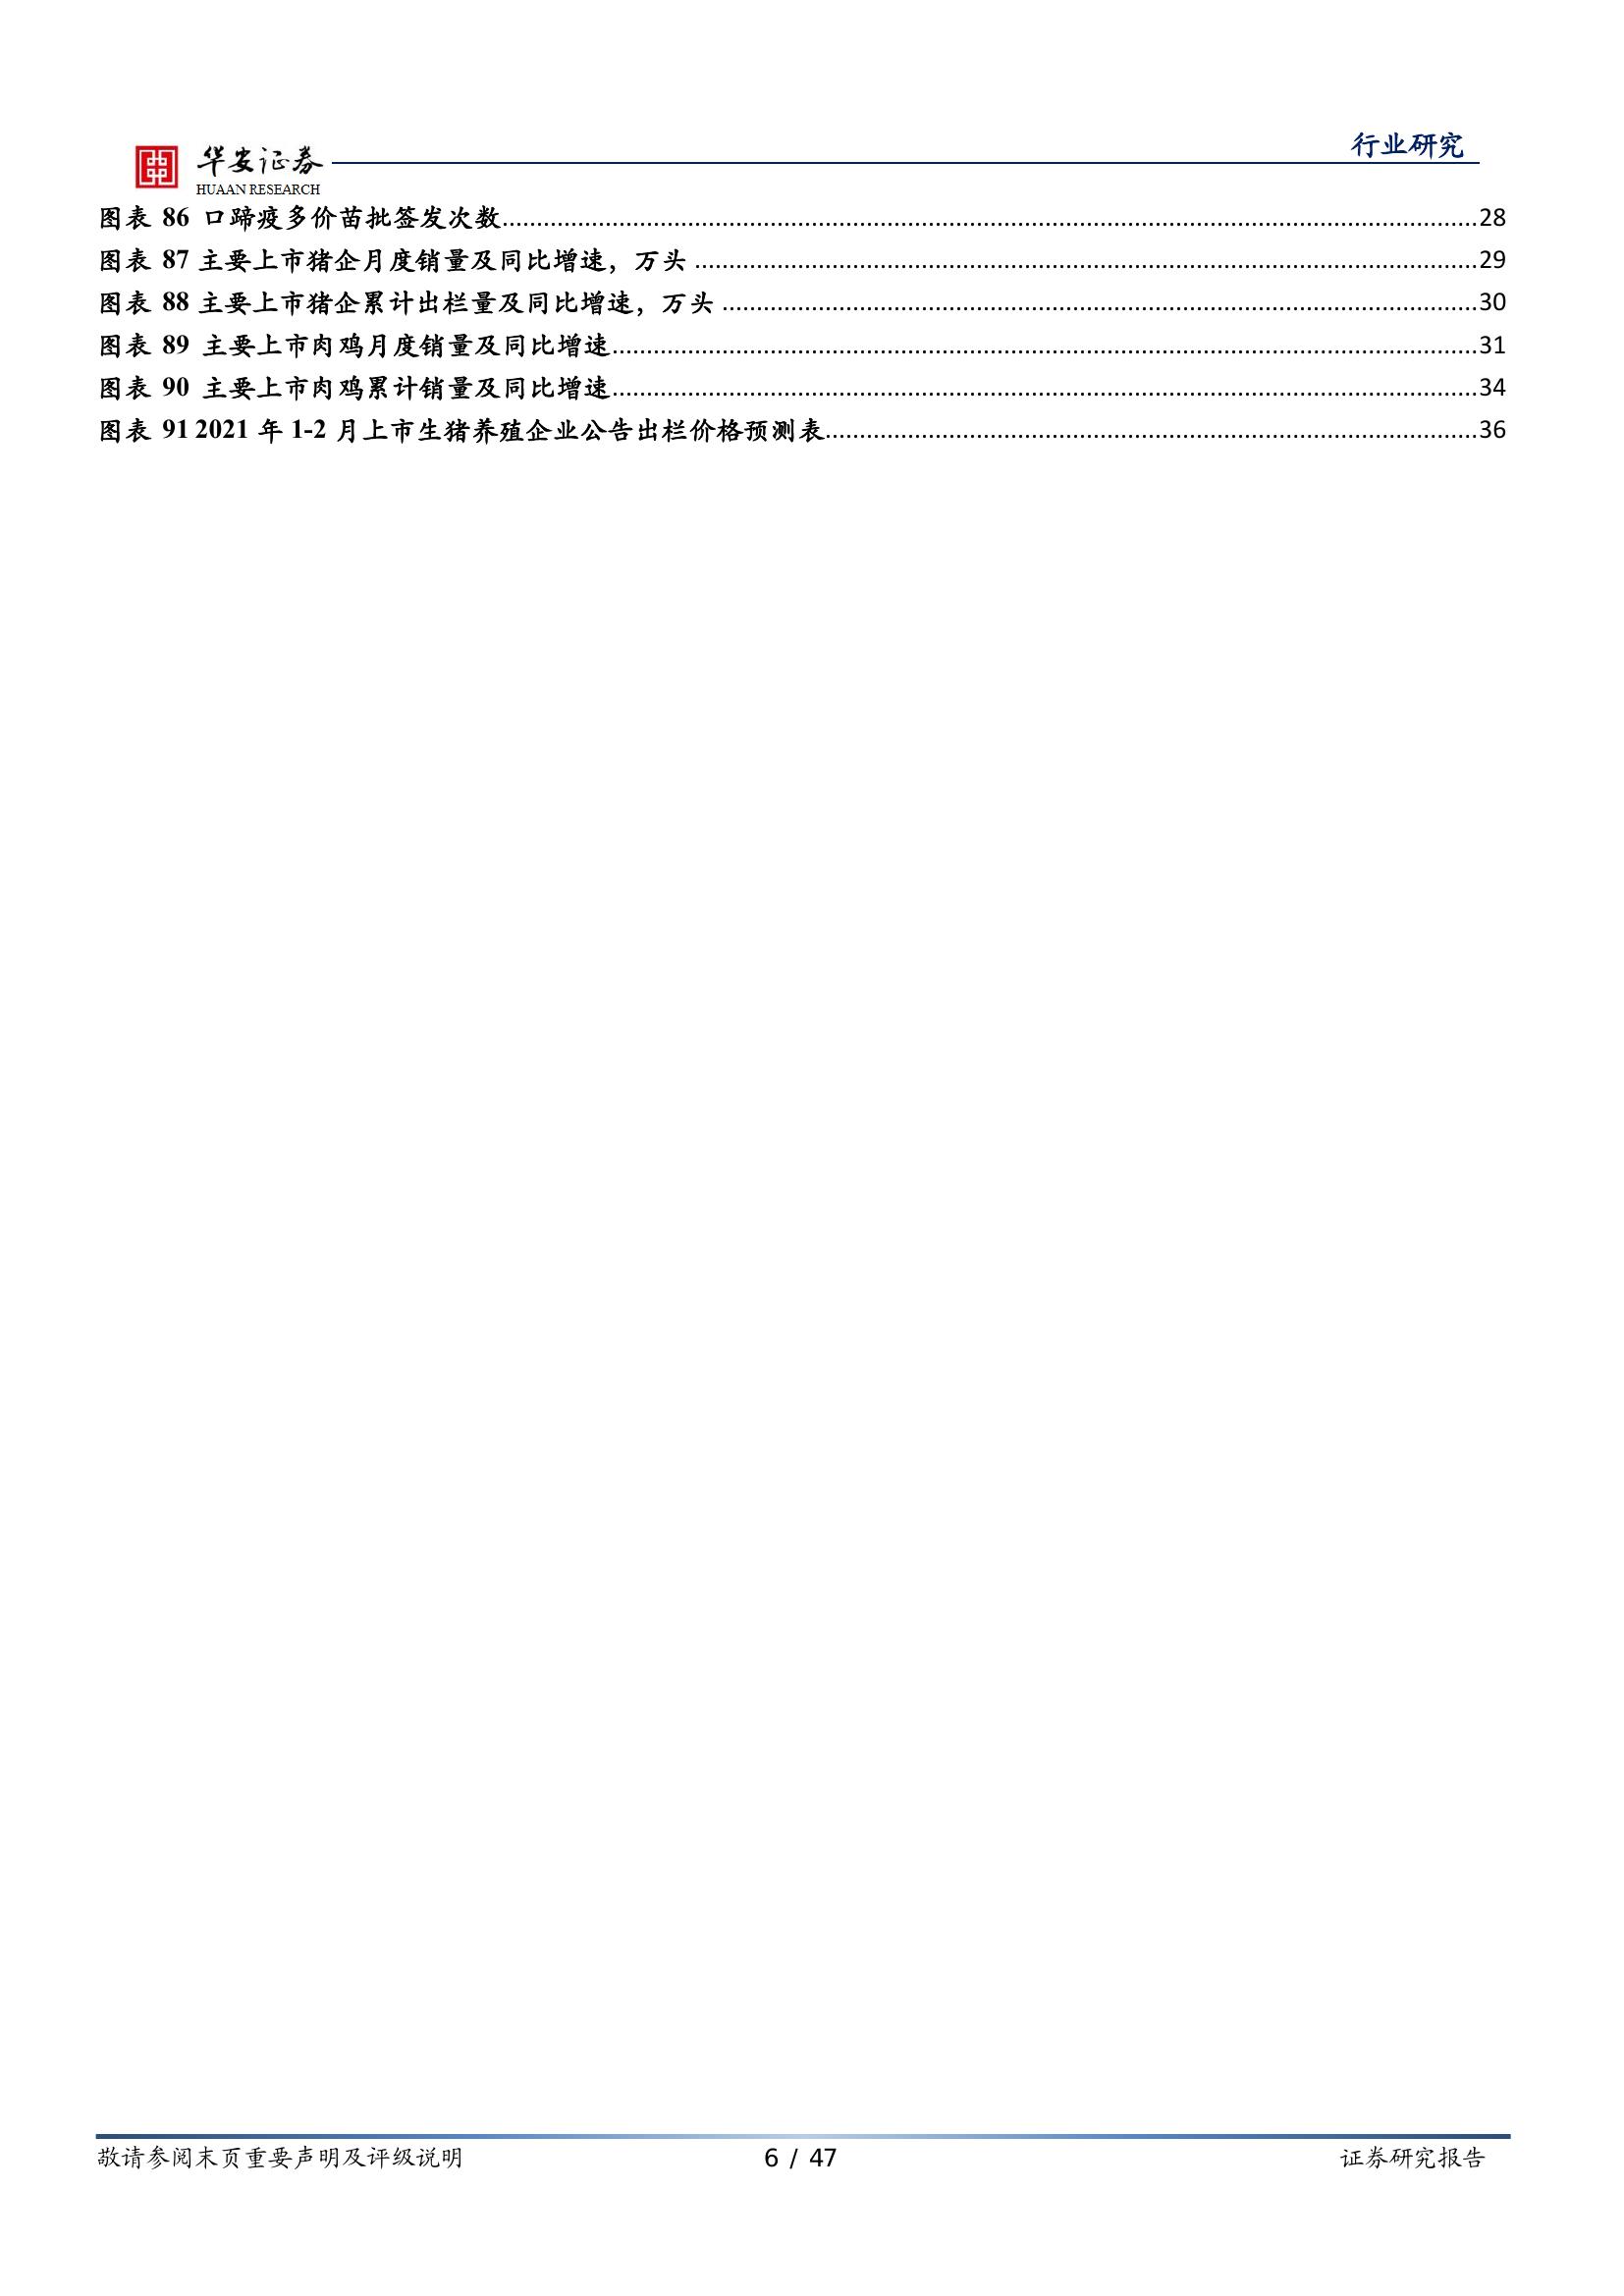 行业研究
华安证券
HUAAN RESEARCH
图表 86 口蹄疫多价苗批签发次数........................28
图表 87 主要上市猪企月度销量及同比增速，万头........................29
图表 88 主要上市猪企累计出栏量及同比增速，万头........................30
图表 89 主要上市肉鸡月度销量及同比增速........................31
图表 90 主要上市肉鸡累计销量及同比增速........................34
图表 91 2021 年 1-2 月上市生猪养殖企业公告出栏价格预测表........................36
敬请参阅末页重要声明及评级说明 6 / 47 证券研究报告